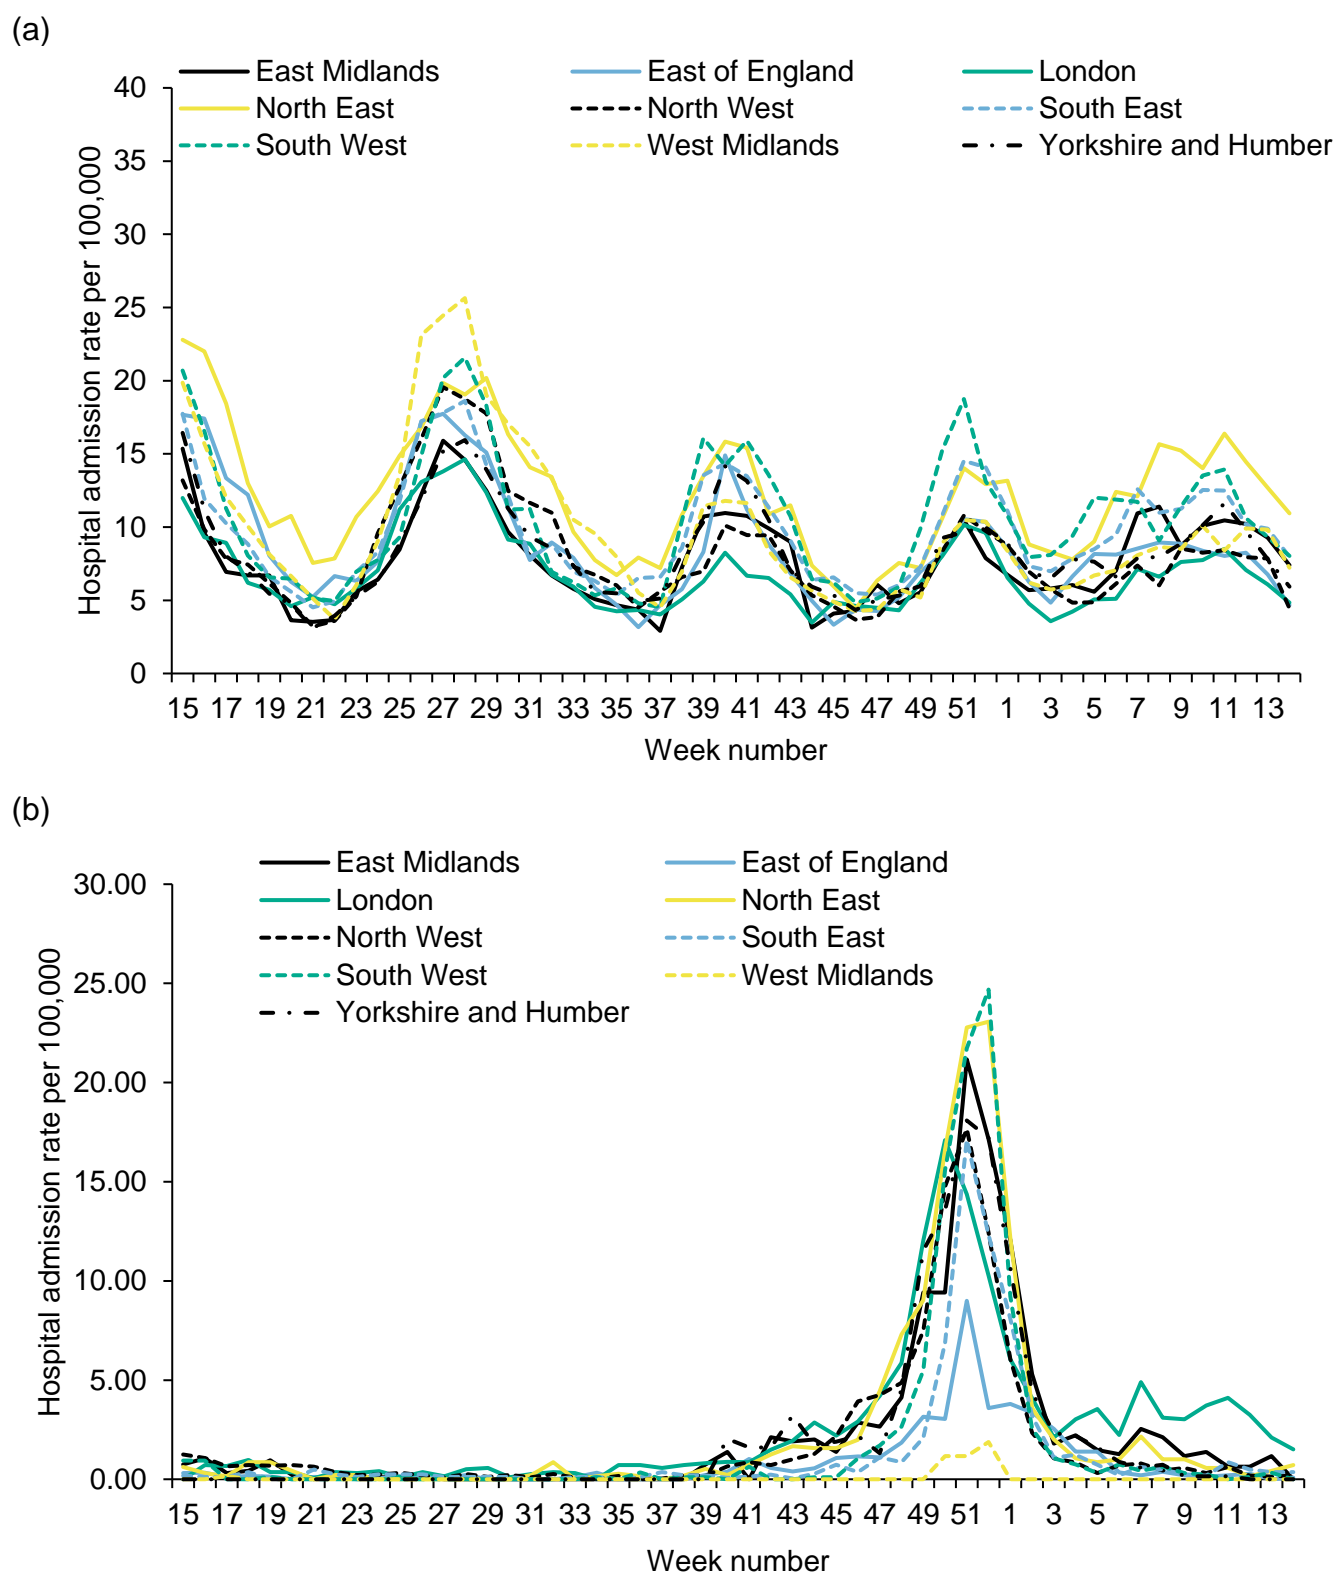 (a)
East Midlands East of England London
North East North West South East
South West West Midlands Yorkshire and Humber
Hospital admission rate per 100,000
40
35
30
25
20
15
10
5
0
15 17 19 21 23 25 27 29 31 33 35 37 39 41 43 45 47 49 51 1 3 5 7 9 11 13
Week number
(b)
East Midlands East of England
London North East
North West South East
South West West Midlands
Yorkshire and Humber
Hospital admission rate per 100,000
30.00
25.00
20.00
15.00
10.00
5.00
0.00
15 17 19 21 23 25 27 29 31 33 35 37 39 41 43 45 47 49 51 1 3 5 7 9 11 13
Week number